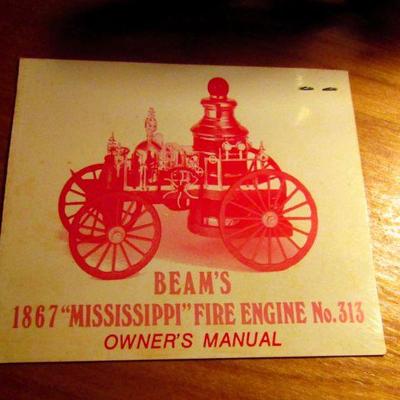 BEAM'S
1867 "MISSISSIPPI" FIRE ENGINE No. 313
OWNER'S MANUAL